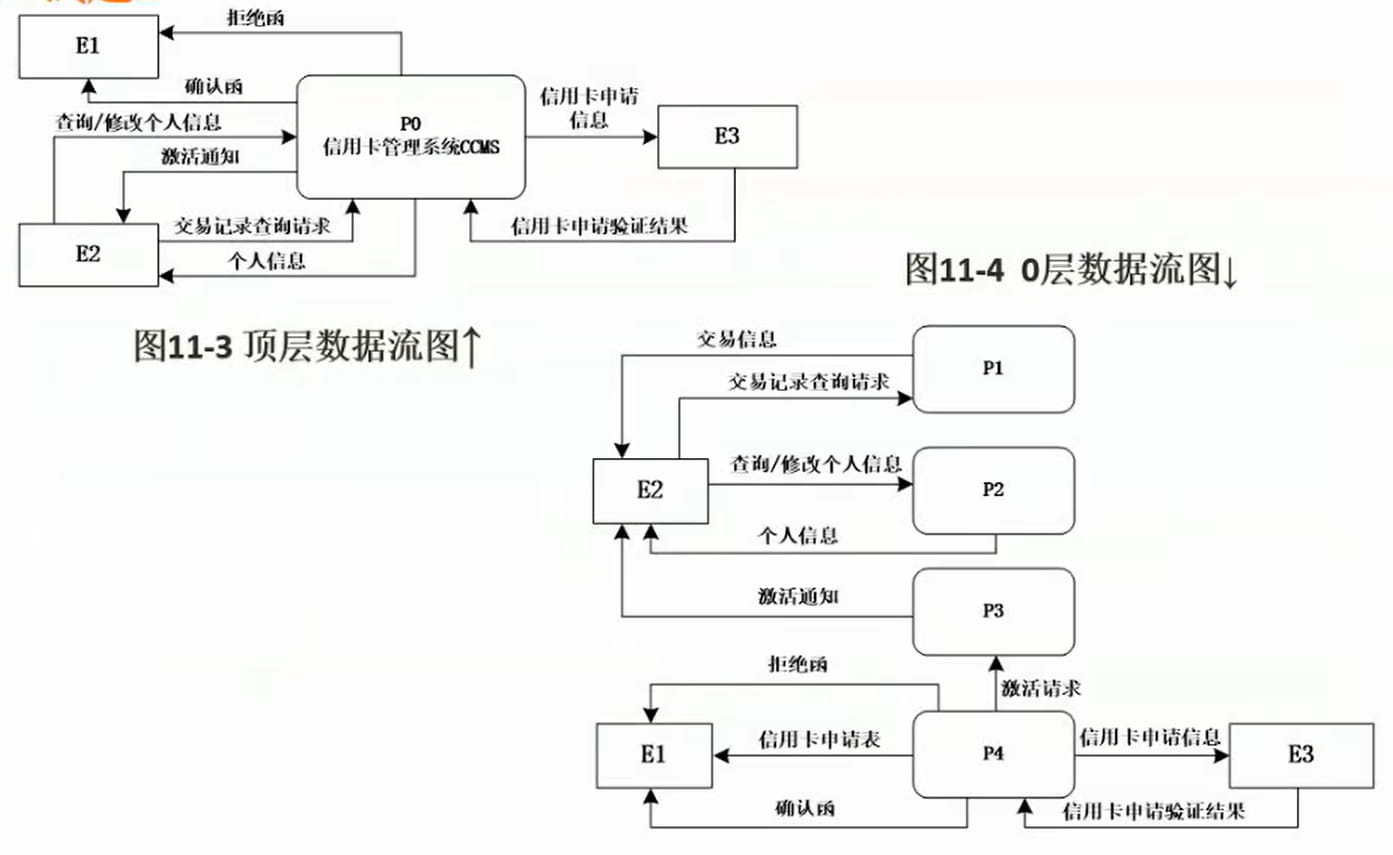 拒绝函
E1
确认函
查询/修改个人信息
激活通知
P0
信用卡管理系统CCMS
信用卡申请
信息
E3
E2
交易记录查询请求
个人信息
信用卡申请验证结果
图11-4 0层数据流图↓
图11-3 顶层数据流图↑
交易信息
P1
交易记录查询请求
E2
查询/修改个人信息
P2
个人信息
激活通知
P3
拒绝函
激活请求
E1
信用卡申请表
P4
信用卡申请信息
E3
确认函
信用卡申请验证结果